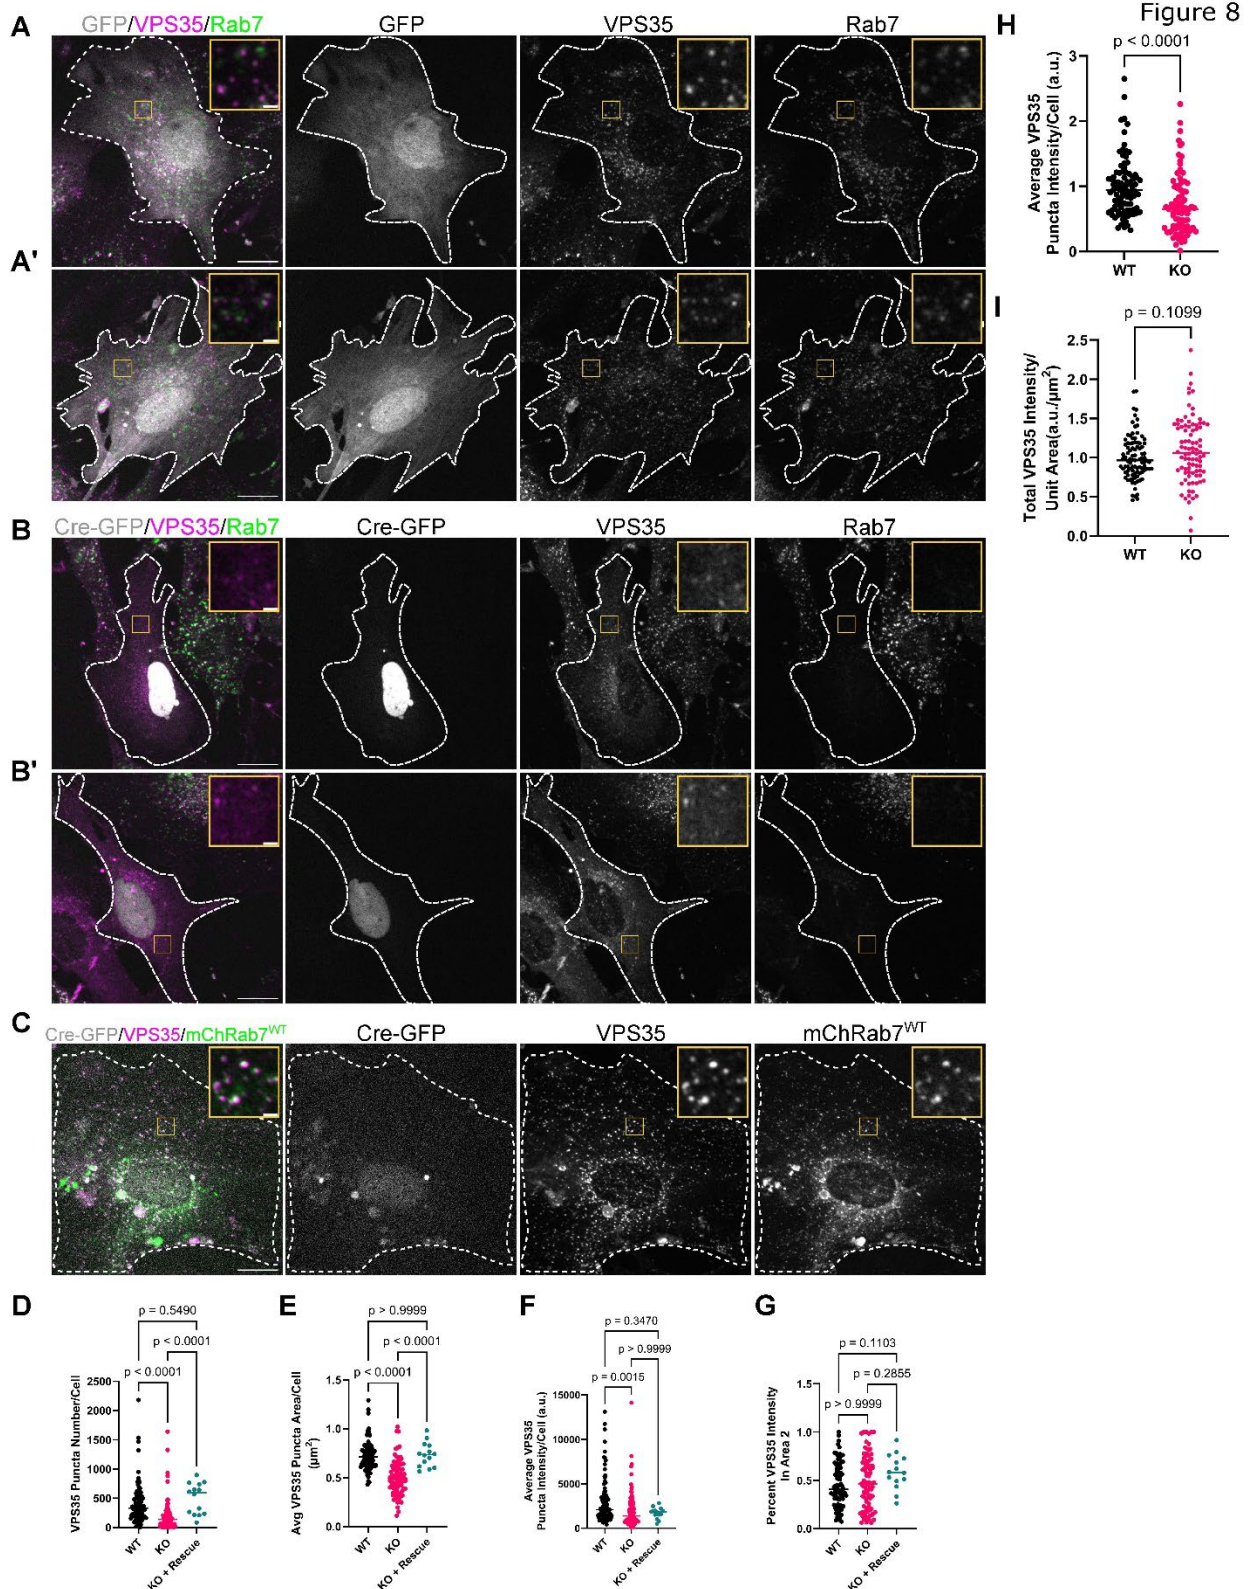 Figure 8
A
GFP/VPS35/Rab7
GFP
VPS35
Rab7
A'
B
Cre-GFP/VPS35/Rab7
Cre-GFP
VPS35
Rab7
B'
C
Cre-GFP/VPS35/mChRab7^WT
Cre-GFP
VPS35
mChRab7^WT
D
p = 0.5490
p < 0.0001
p < 0.0001
VPS35 Puncta Number/Cell
2500
2000
1500
1000
500
0
WT
KO
KO + Rescue
E
p > 0.9999
p < 0.0001
p < 0.0001
Avg VPS35 Puncta Area/Cell
(µm²)
1.5
1.0
0.5
0.0
WT
KO
KO + Rescue
F
p = 0.3470
p > 0.9999
p = 0.0015
Average VPS35
Puncta Intensity/Cell (a.u.)
15000
10000
5000
0
WT
KO
KO + Rescue
G
p = 0.1103
p = 0.2855
p > 0.9999
Percent VPS35 Intensity
In Area 2
1.0
0.5
0.0
WT
KO
KO + Rescue
H
p < 0.0001
Average VPS35
Puncta Intensity/Cell (a.u.)
3
2
1
0
WT
KO
I
p = 0.1099
Total VPS35 Intensity/
Unit Area(a.u./µm²)
2.5
2.0
1.5
1.0
0.5
0.0
WT
KO